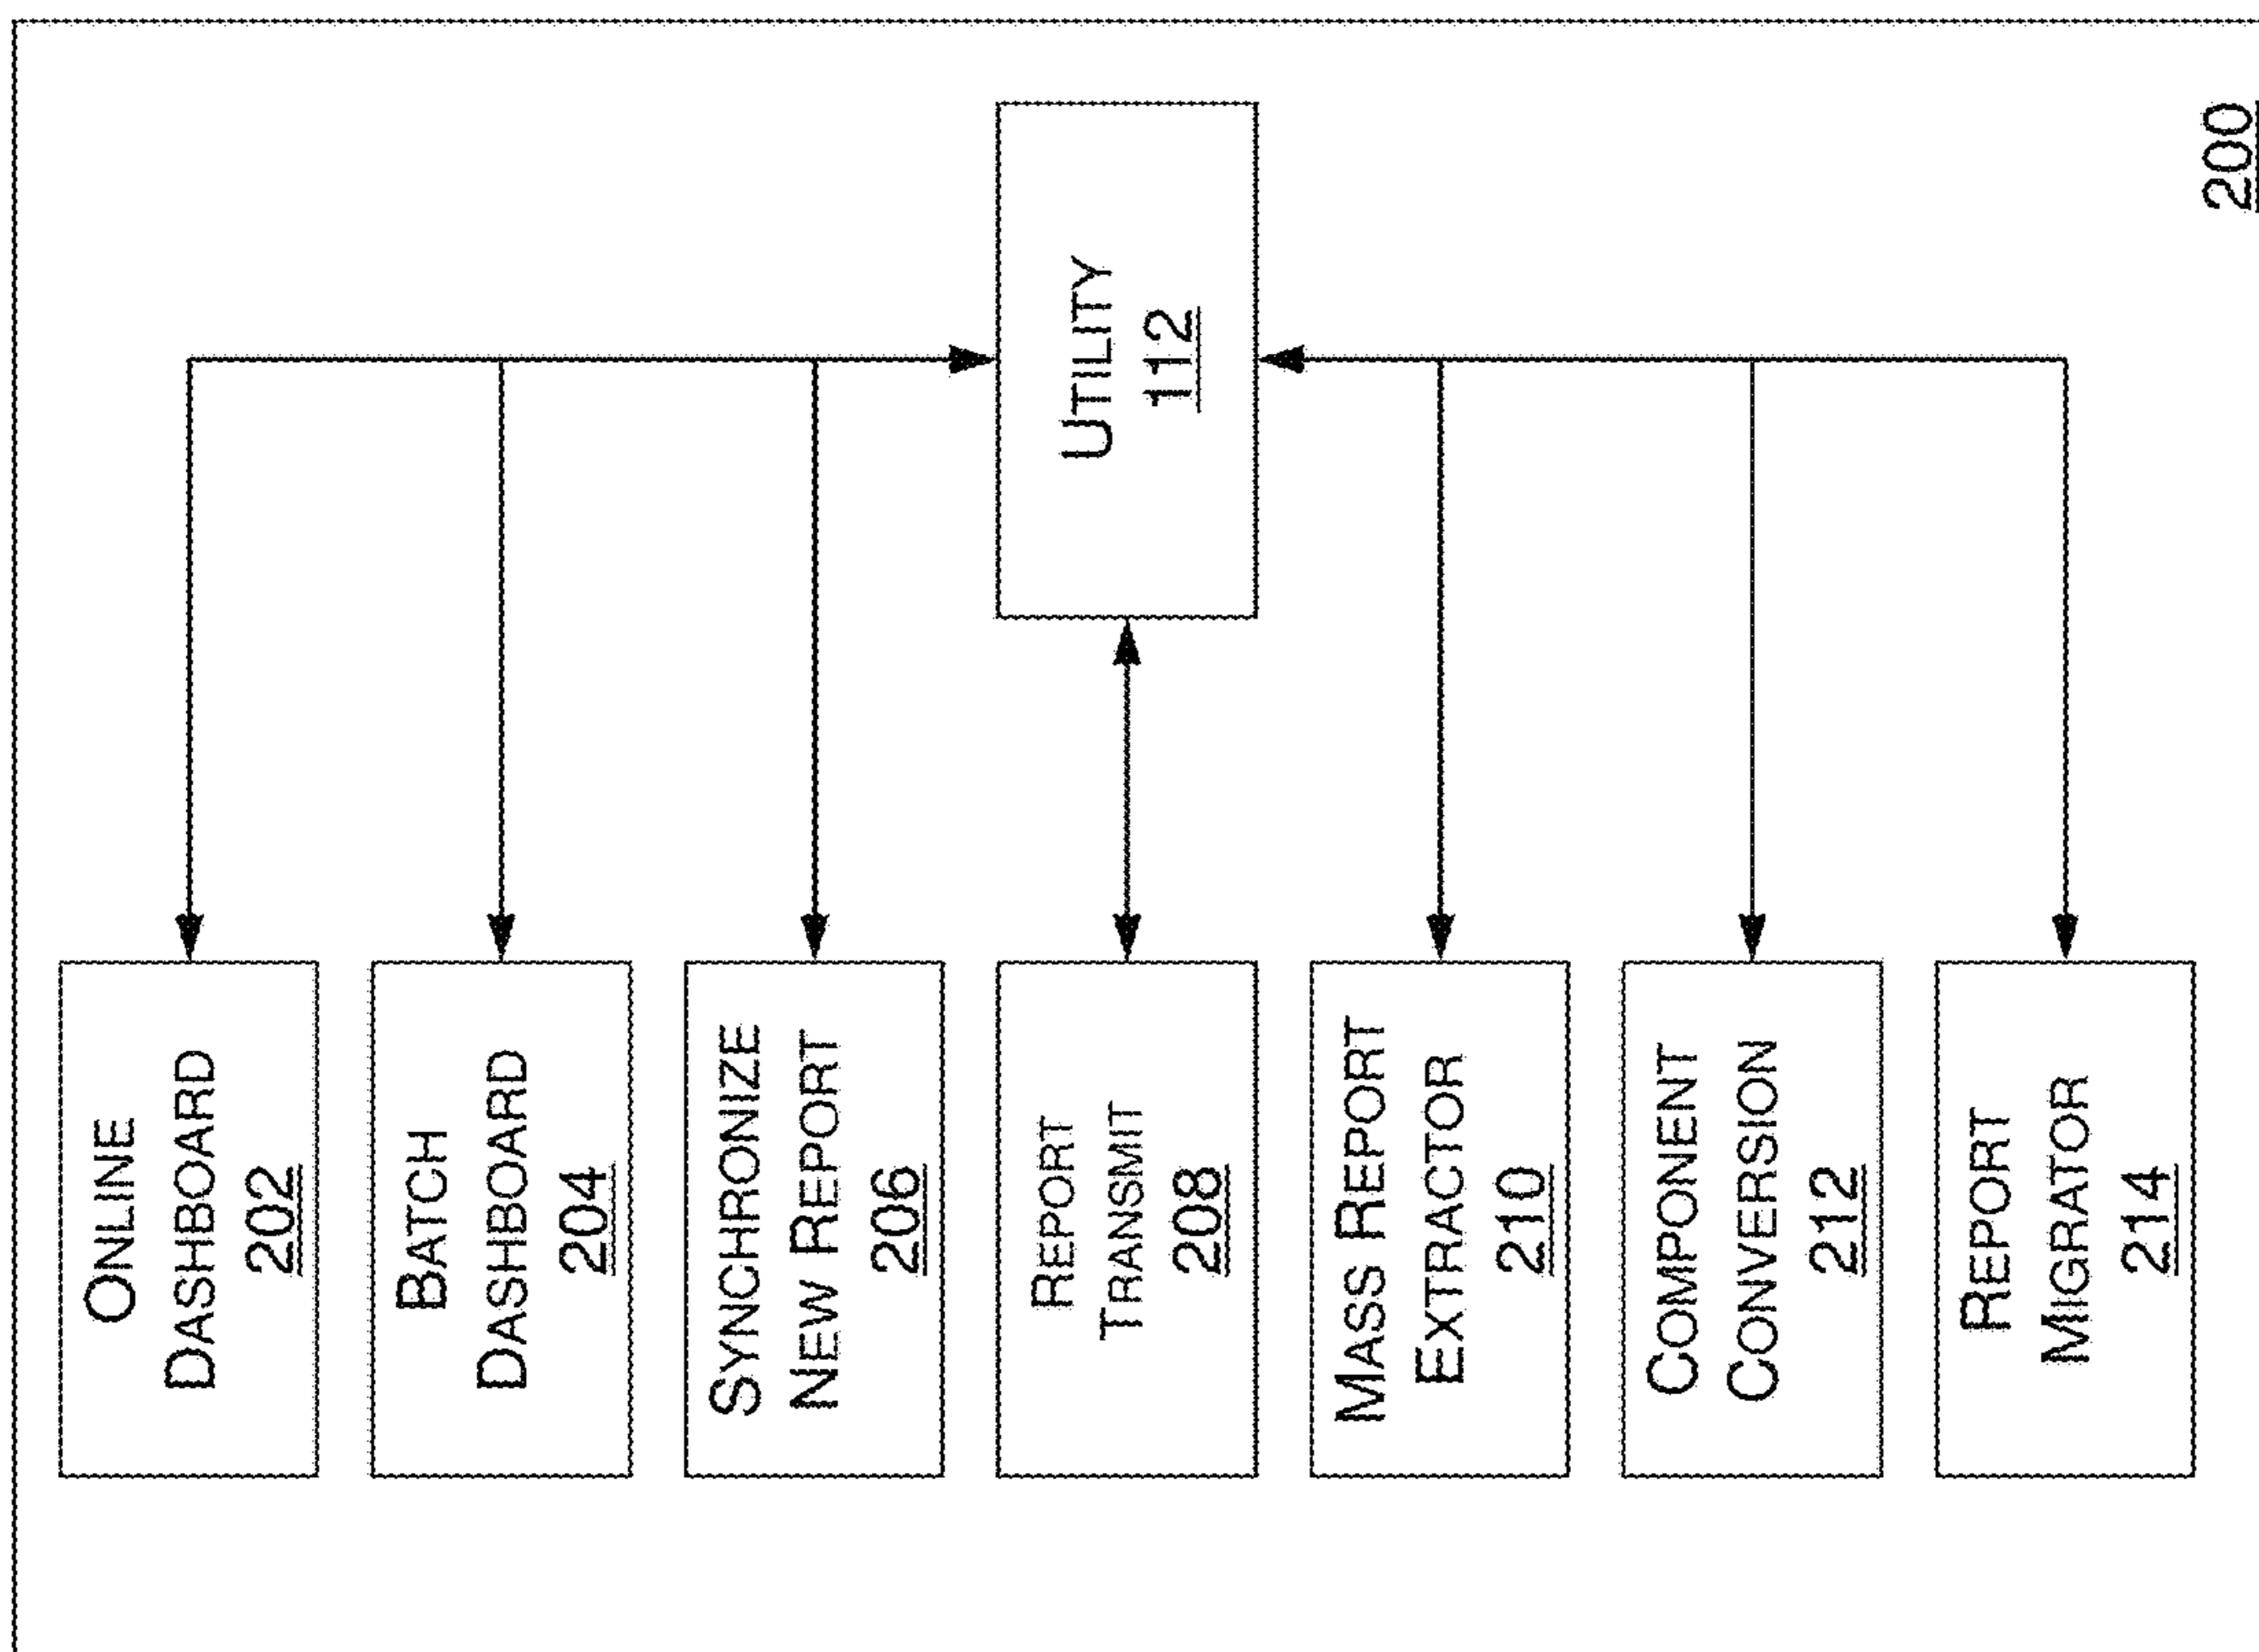 200
UTILITY
112
ONLINE
DASHBOARD
202
BATCH
DASHBOARD
204
SYNCHRONIZE
NEW REPORT
206
REPORT
TRANSMIT
208
MASS REPORT
EXTRACTOR
210
COMPONENT
CONVERSION
212
REPORT
MIGRATOR
214